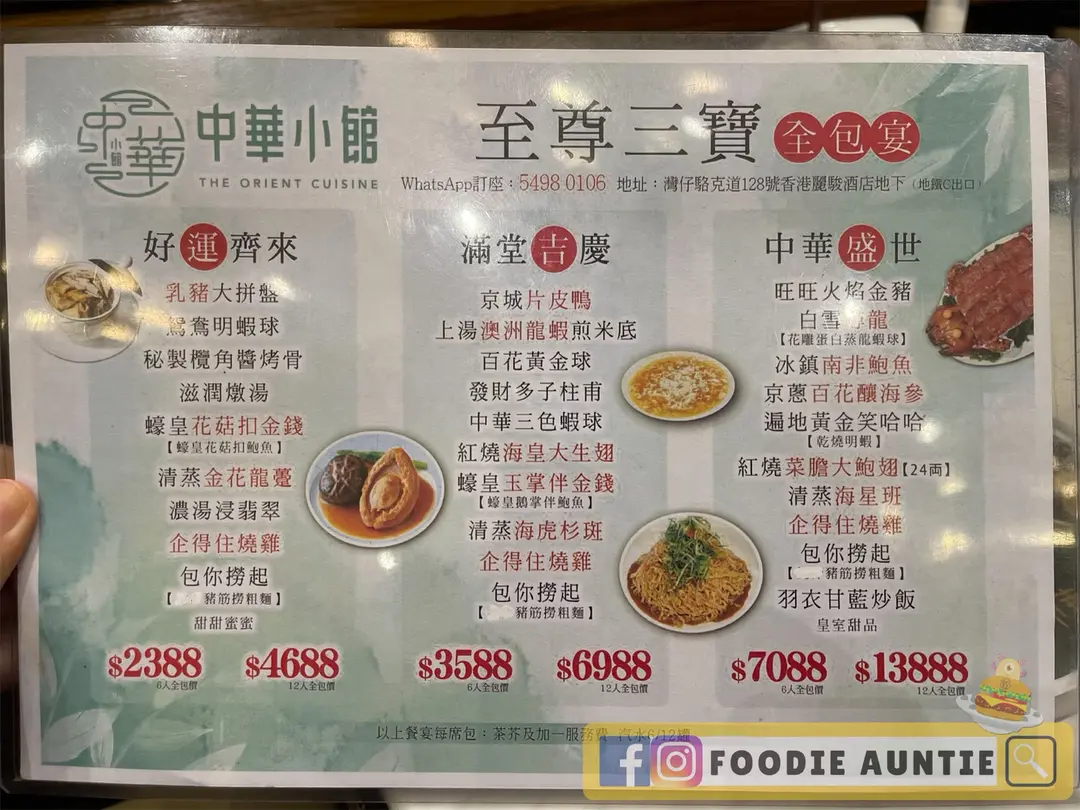 中華小館
中華小館
THE ORIENT CUISINE
至尊三寶 全包宴
WhatsApp訂座：5498 0106 地址：灣仔駱克道128號香港麗駿酒店地下（地鐵C出口）
好運齊來
乳豬大拼盤
鴛鴦明蝦球
秘製欖角醬烤骨
滋潤燉湯
蠔皇花菇扣金錢
【蠔皇花菇扣鮑魚】
清蒸金花龍躉
濃湯浸翡翠
企得住燒雞
包你撈起
【豬筋撈粗麵】
甜甜蜜蜜
$2388 $4688
6人全包價 12人全包價
滿堂吉慶
京城片皮鴨
上湯澳洲龍蝦煎米底
百花黃金球
發財多子柱甫
中華三色蝦球
紅燒海皇大生翅
蠔皇玉掌伴金錢
【蠔皇鵝掌伴鮑魚】
清蒸海虎杉斑
企得住燒雞
包你撈起
【豬筋撈粗麵】
$3588 $6988
6人全包價 12人全包價
中華盛世
旺旺火焰金豬
白雪龍
【花雕蛋白蒸龍蝦球】
冰鎮南非鮑魚
京蔥百花釀海參
遍地黃金笑哈哈
【乾燒明蝦】
紅燒菜膽大鮑翅【24両】
清蒸海星班
企得住燒雞
包你撈起
【豬筋撈粗麵】
羽衣甘藍炒飯
皇室甜品
$7088 $13888
6人全包價 12人全包價
以上餐宴每席包：茶芥及加一服務費 汽水6/12罐
FOODIE AUNTIE